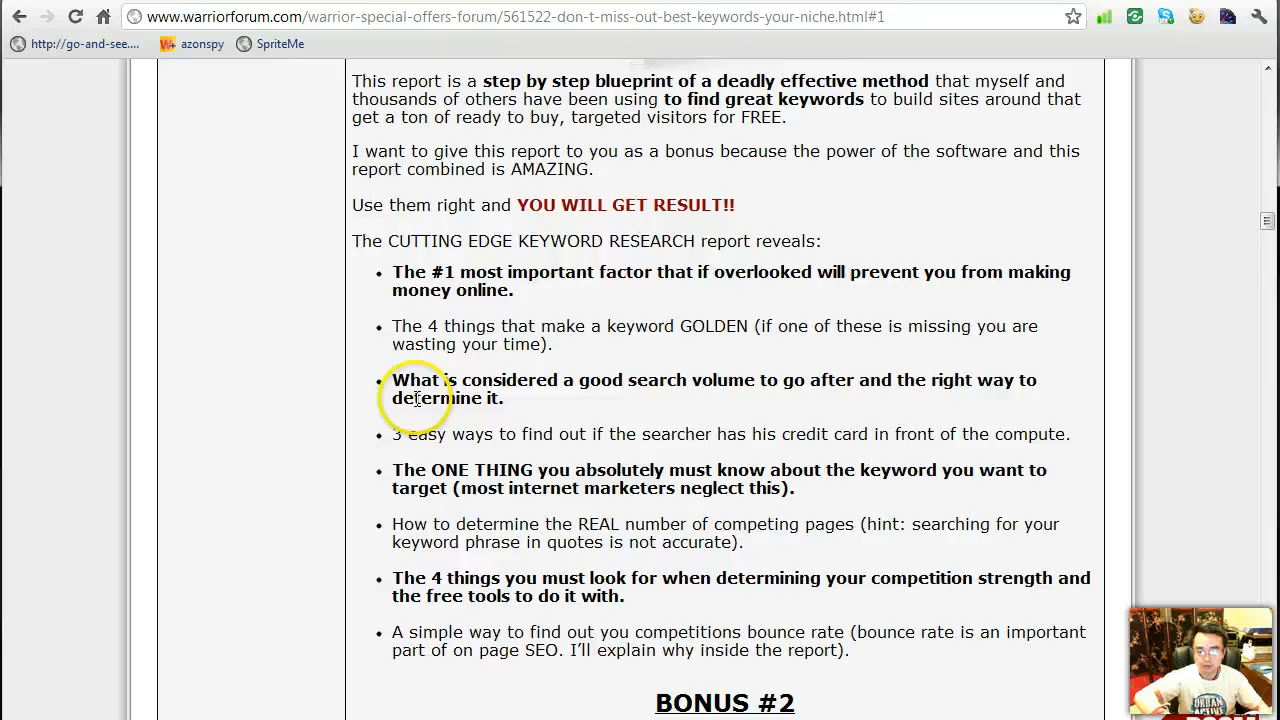 www.warriorforum.com/warrior-special-offers-forum/561522-don-t-miss-out-best-keywords-your-niche.html#1
http://go-and-see.... azonspy SpriteMe
This report is a step by step blueprint of a deadly effective method that myself and
thousands of others have been using to find great keywords to build sites around that
get a ton of ready to buy, targeted visitors for FREE.
I want to give this report to you as a bonus because the power of the software and this
report combined is AMAZING.
Use them right and YOU WILL GET RESULT!!
The CUTTING EDGE KEYWORD RESEARCH report reveals:
The #1 most important factor that if overlooked will prevent you from making
money online.
The 4 things that make a keyword GOLDEN (if one of these is missing you are
wasting your time).
What is considered a good search volume to go after and the right way to
determine it.
3 easy ways to find out if the searcher has his credit card in front of the compute.
The ONE THING you absolutely must know about the keyword you want to
target (most internet marketers neglect this).
How to determine the REAL number of competing pages (hint: searching for your
keyword phrase in quotes is not accurate).
The 4 things you must look for when determining your competition strength and
the free tools to do it with.
A simple way to find out you competitions bounce rate (bounce rate is an important
part of on page SEO. I'll explain why inside the report).
BONUS #2
URBAN
ACTIVE